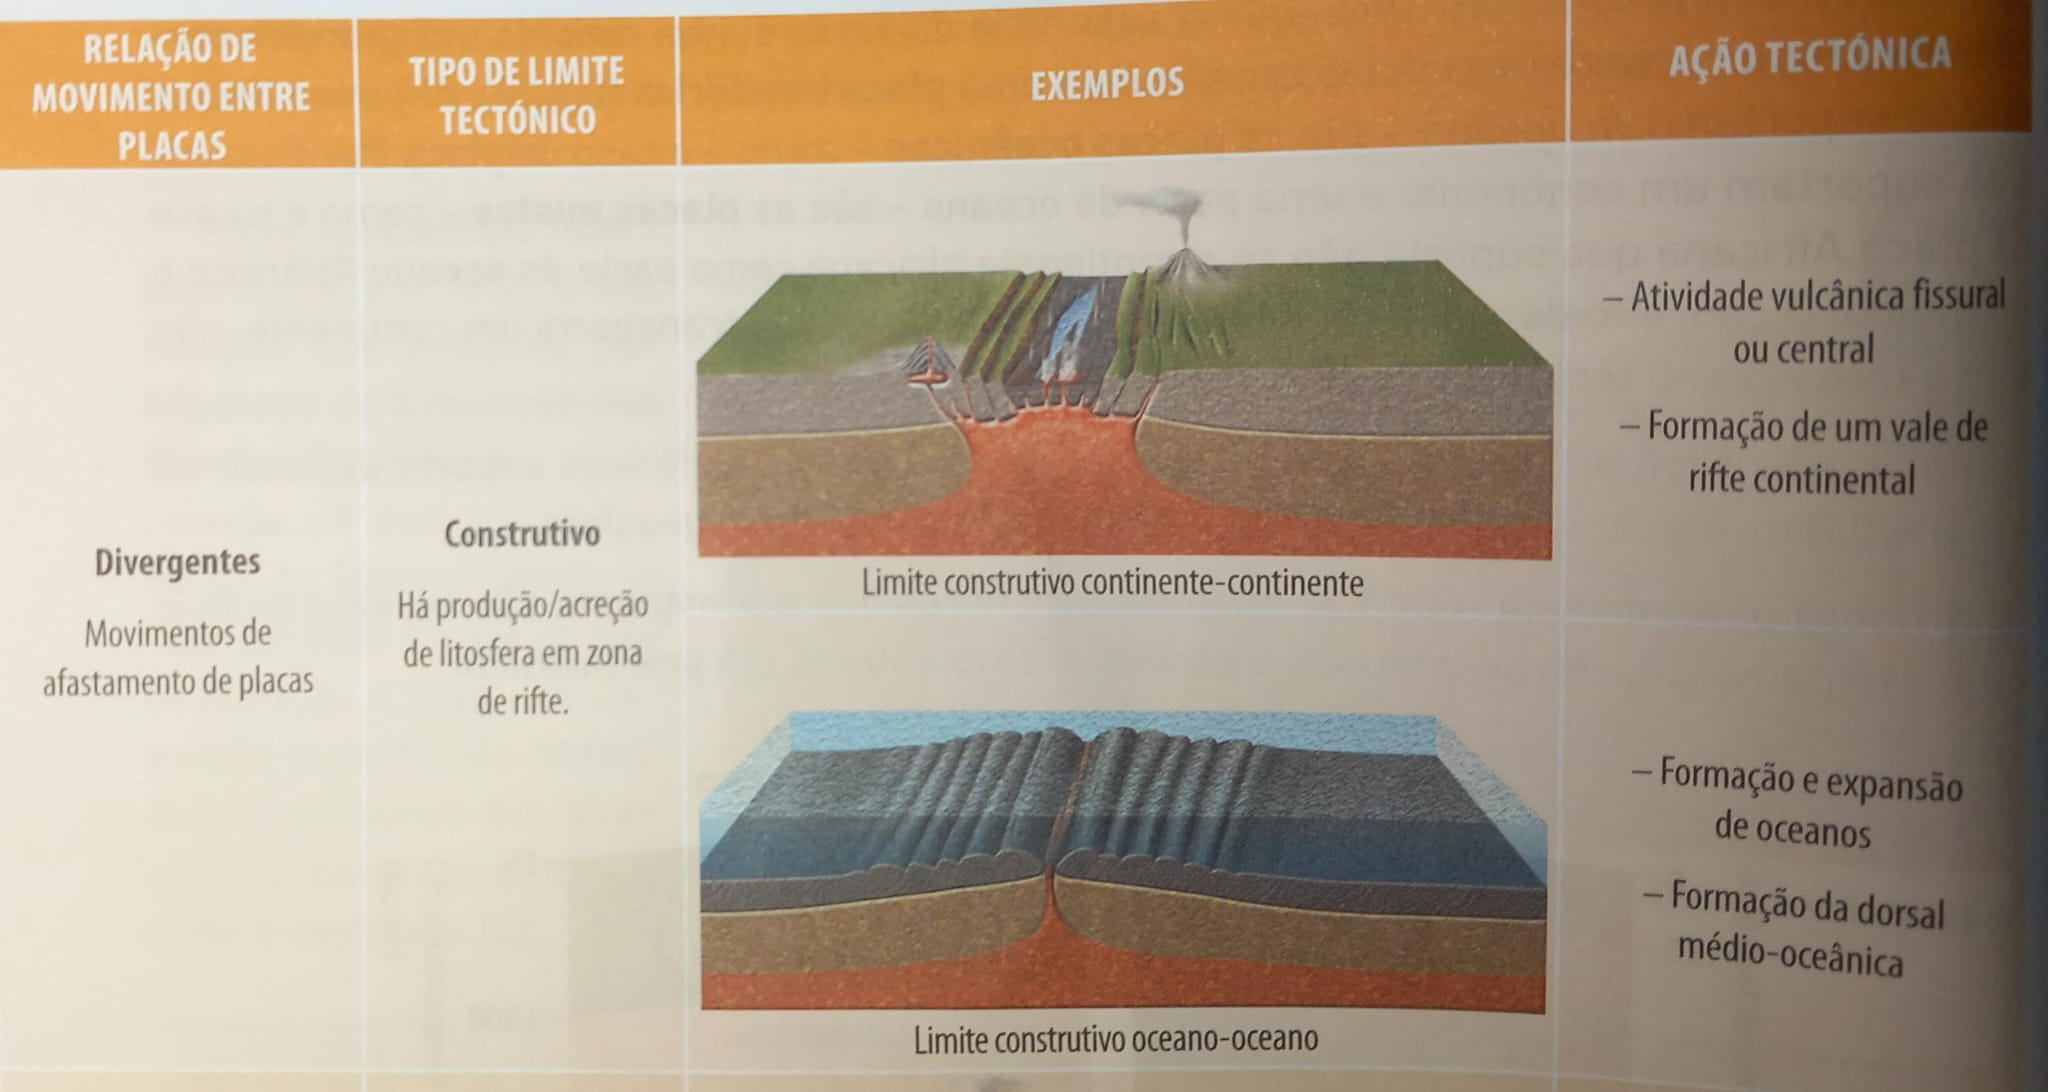 RELAÇÃO DE
MOVIMENTO ENTRE
PLACAS
TIPO DE LIMITE
TECTÓNICO
EXEMPLOS
AÇÃO TECTÓNICA
Divergentes
Movimentos de
afastamento de placas
Construtivo
Há produção/acreção
de litosfera em zona
de rifte.
Limite construtivo continente-continente
– Atividade vulcânica fissural
ou central
– Formação de um vale de
rifte continental
Limite construtivo oceano-oceano
– Formação e expansão
de oceanos
– Formação da dorsal
médio-oceânica